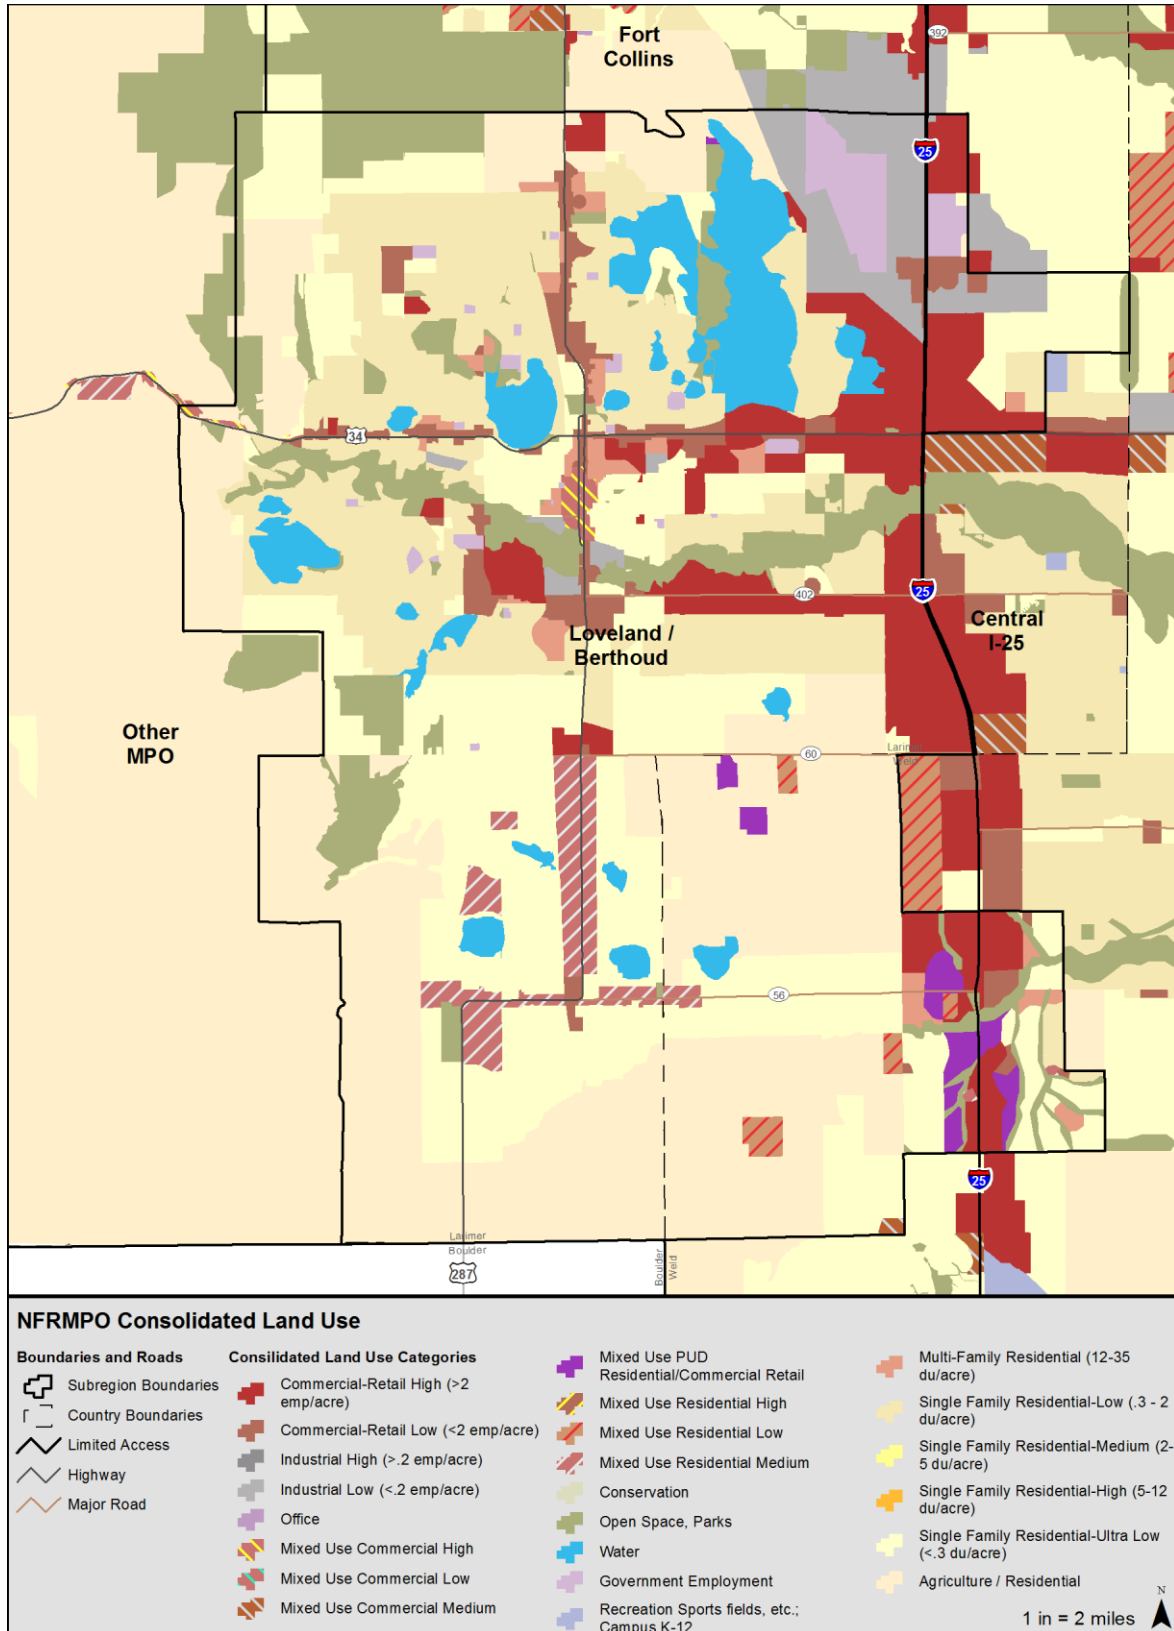 Fort
Collins
392
25
34
402
25
Loveland /
Berthoud
Central
I-25
Other
MPO
60
Larimer
Weld
56
25
Larimer
Boulder
287
Boulder
Weld
NFRMPO Consolidated Land Use
Boundaries and Roads
Subregion Boundaries
Country Boundaries
Limited Access
Highway
Major Road
Consilidated Land Use Categories
Commercial-Retail High (>2
emp/acre)
Commercial-Retail Low (<2 emp/acre)
Industrial High (>.2 emp/acre)
Industrial Low (<.2 emp/acre)
Office
Mixed Use Commercial High
Mixed Use Commercial Low
Mixed Use Commercial Medium
Mixed Use PUD
Residential/Commercial Retail
Mixed Use Residential High
Mixed Use Residential Low
Mixed Use Residential Medium
Conservation
Open Space, Parks
Water
Government Employment
Recreation Sports fields, etc.;
Campus K-12
Multi-Family Residential (12-35
du/acre)
Single Family Residential-Low (.3 - 2
du/acre)
Single Family Residential-Medium (2-
5 du/acre)
Single Family Residential-High (5-12
du/acre)
Single Family Residential-Ultra Low
(<.3 du/acre)
Agriculture / Residential
N
1 in = 2 miles